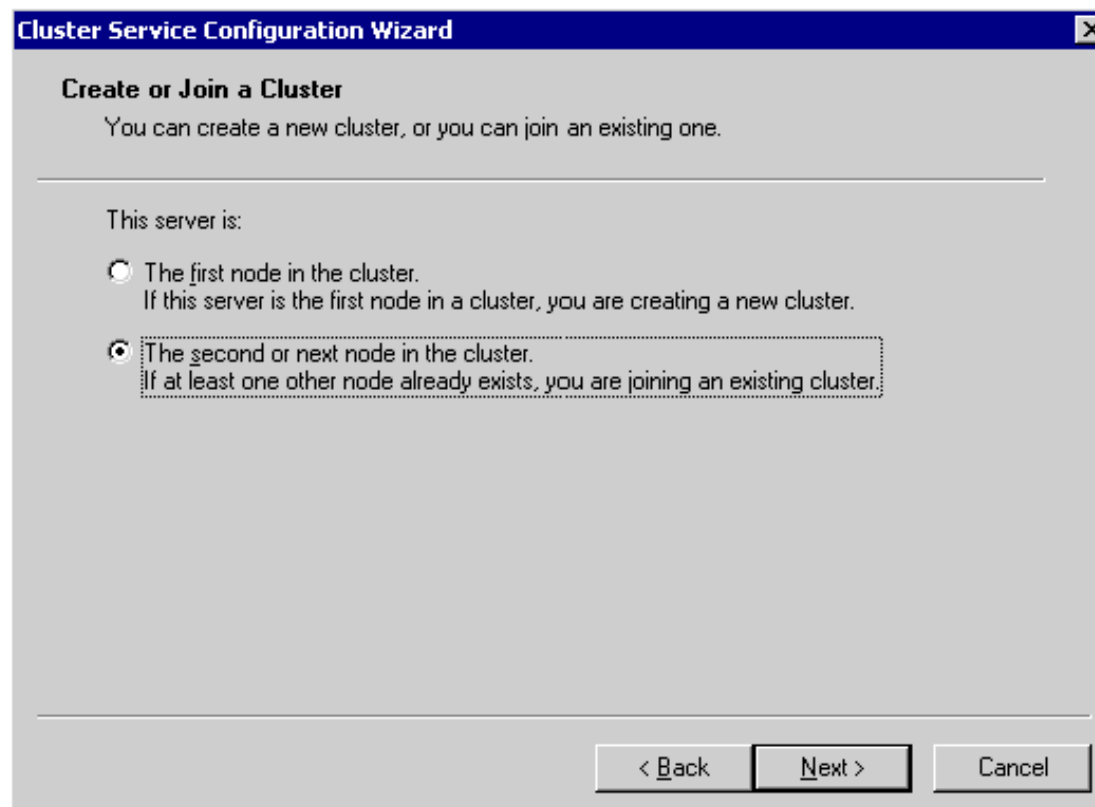 Cluster Service Configuration Wizard
Create or Join a Cluster
You can create a new cluster, or you can join an existing one.
This server is:
The first node in the cluster.
If this server is the first node in a cluster, you are creating a new cluster.
The second or next node in the cluster.
If at least one other node already exists, you are joining an existing cluster.
< Back
Next >
Cancel